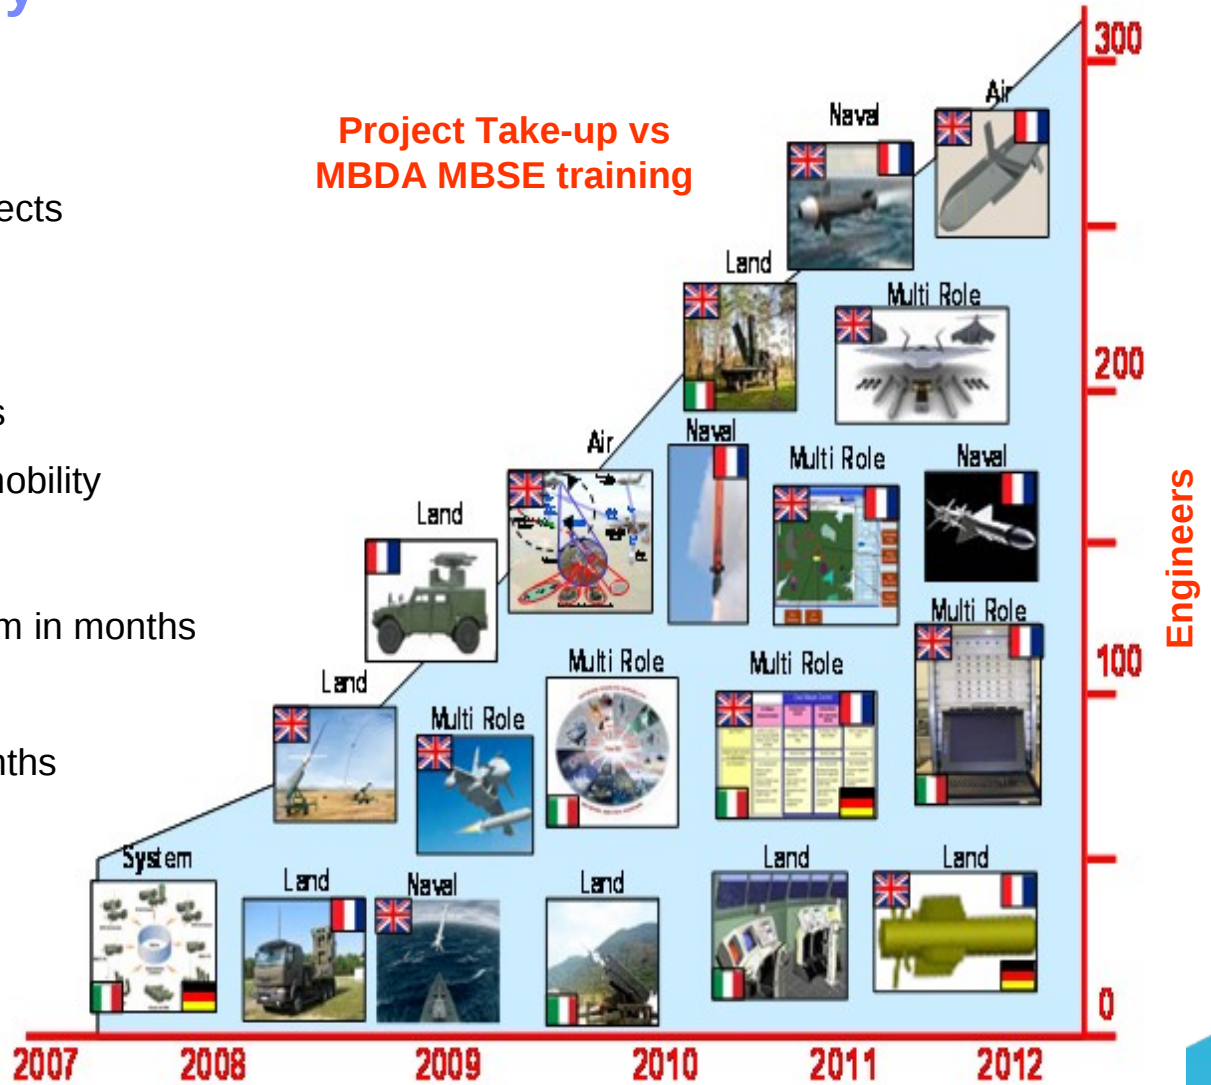 y
Project Take-up vs
MBDA MBSE training
ects
s
nobility
m in months
nths
Air
Naval
Land
Multi Role
Air
Naval
Multi Role
Naval
Land
Multi Role
Land
Multi Role
Multi Role
Multi Role
System
Land
Naval
Land
Land
Land
300
200
100
0
Engineers
2007 2008 2009 2010 2011 2012